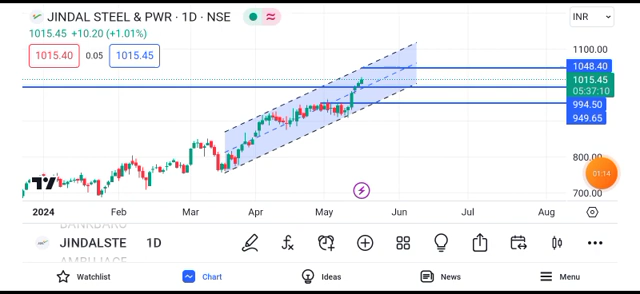 JINDAL STEEL & PWR · 1D · NSE
INR
1015.45 +10.20 (+1.01%)
1015.40 0.05 1015.45
1100.00
1048.40
1015.45
05:37:10
994.50
949.65
800.00
700.00
01:14
2024 Feb Mar Apr May Jun Jul Aug
JINDALSTE 1D
Watchlist Chart Ideas News Menu